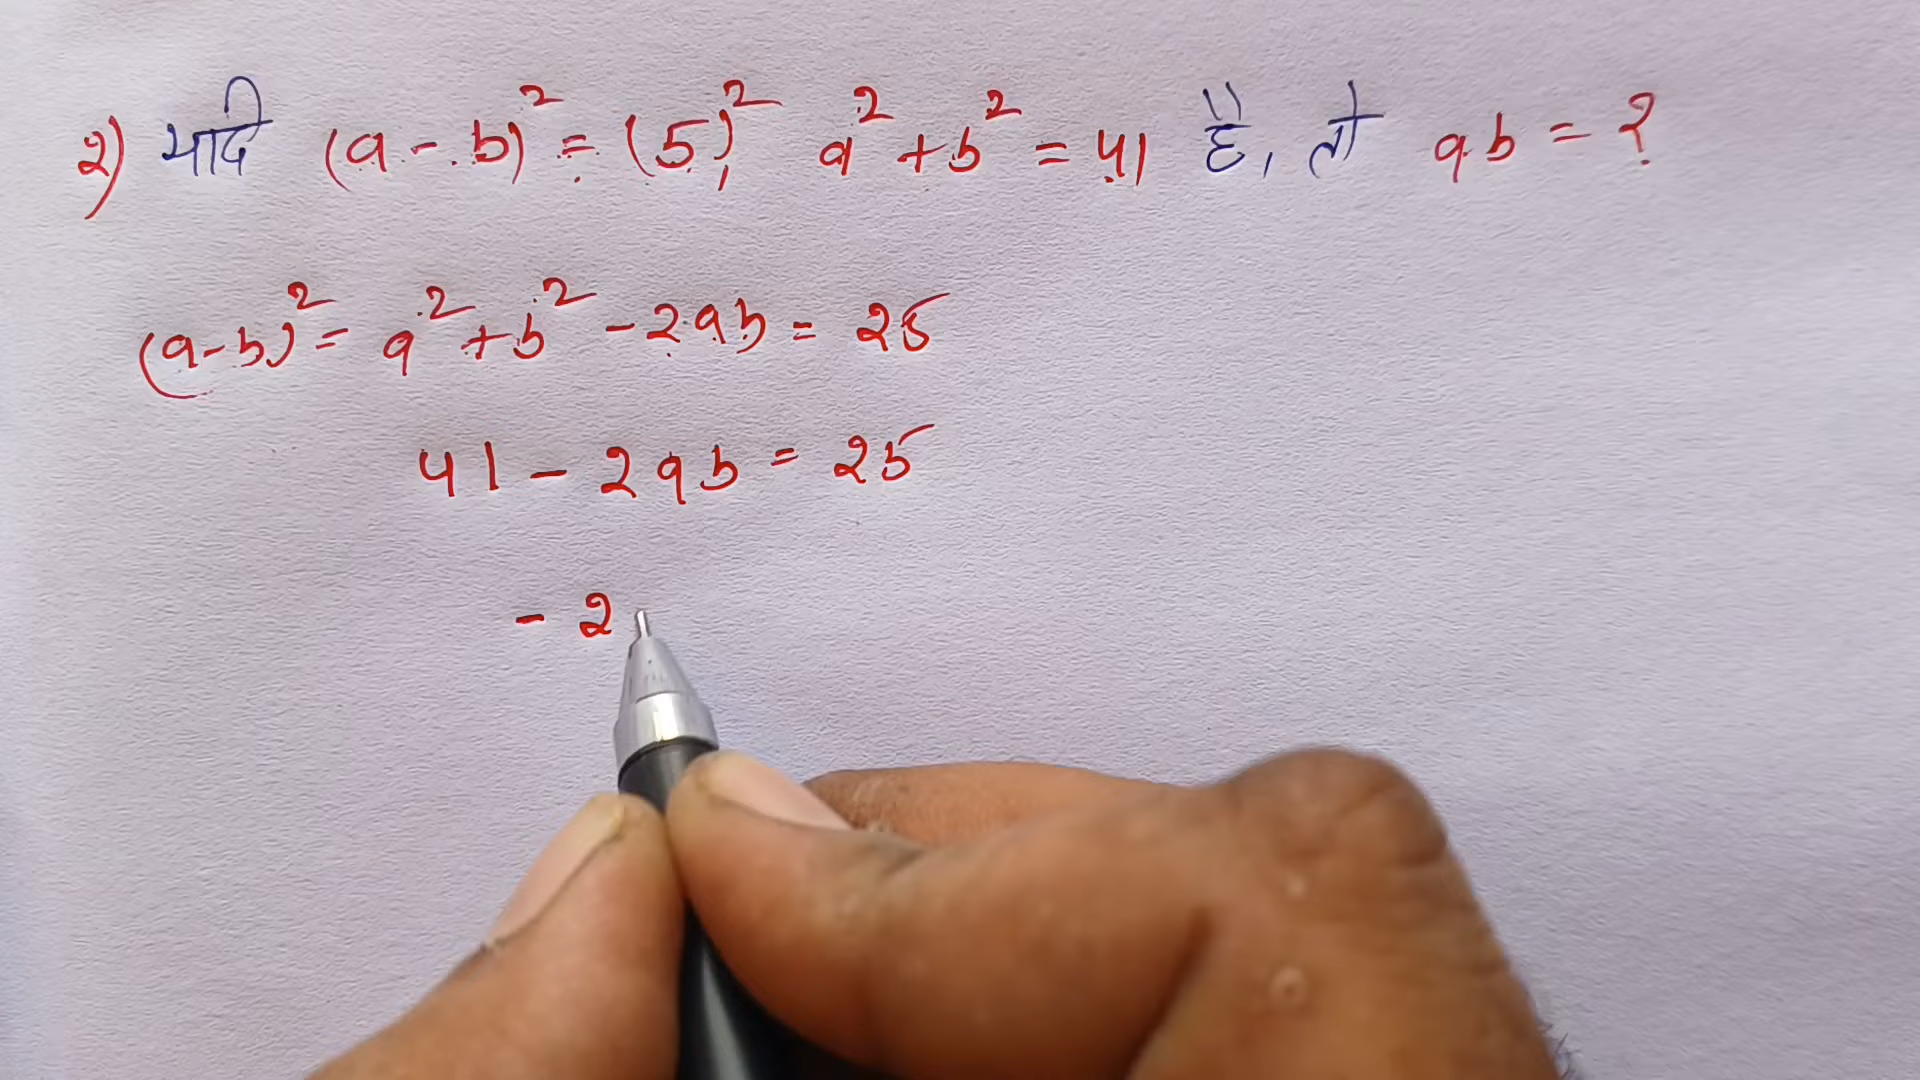 2) यदि (a-b)² = (5)², a²+b² = 41 है, तो ab = ?
(a-b)² = a²+b² - 2ab = 25
41 - 2ab = 25
- 2